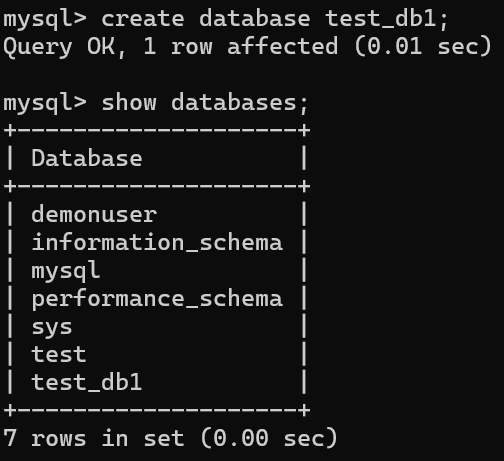 mysql> create database test_db1;
Query OK, 1 row affected (0.01 sec)

mysql> show databases;
+--------------------+
| Database           |
+--------------------+
| demonuser          |
| information_schema |
| mysql              |
| performance_schema |
| sys                |
| test               |
| test_db1           |
+--------------------+
7 rows in set (0.00 sec)